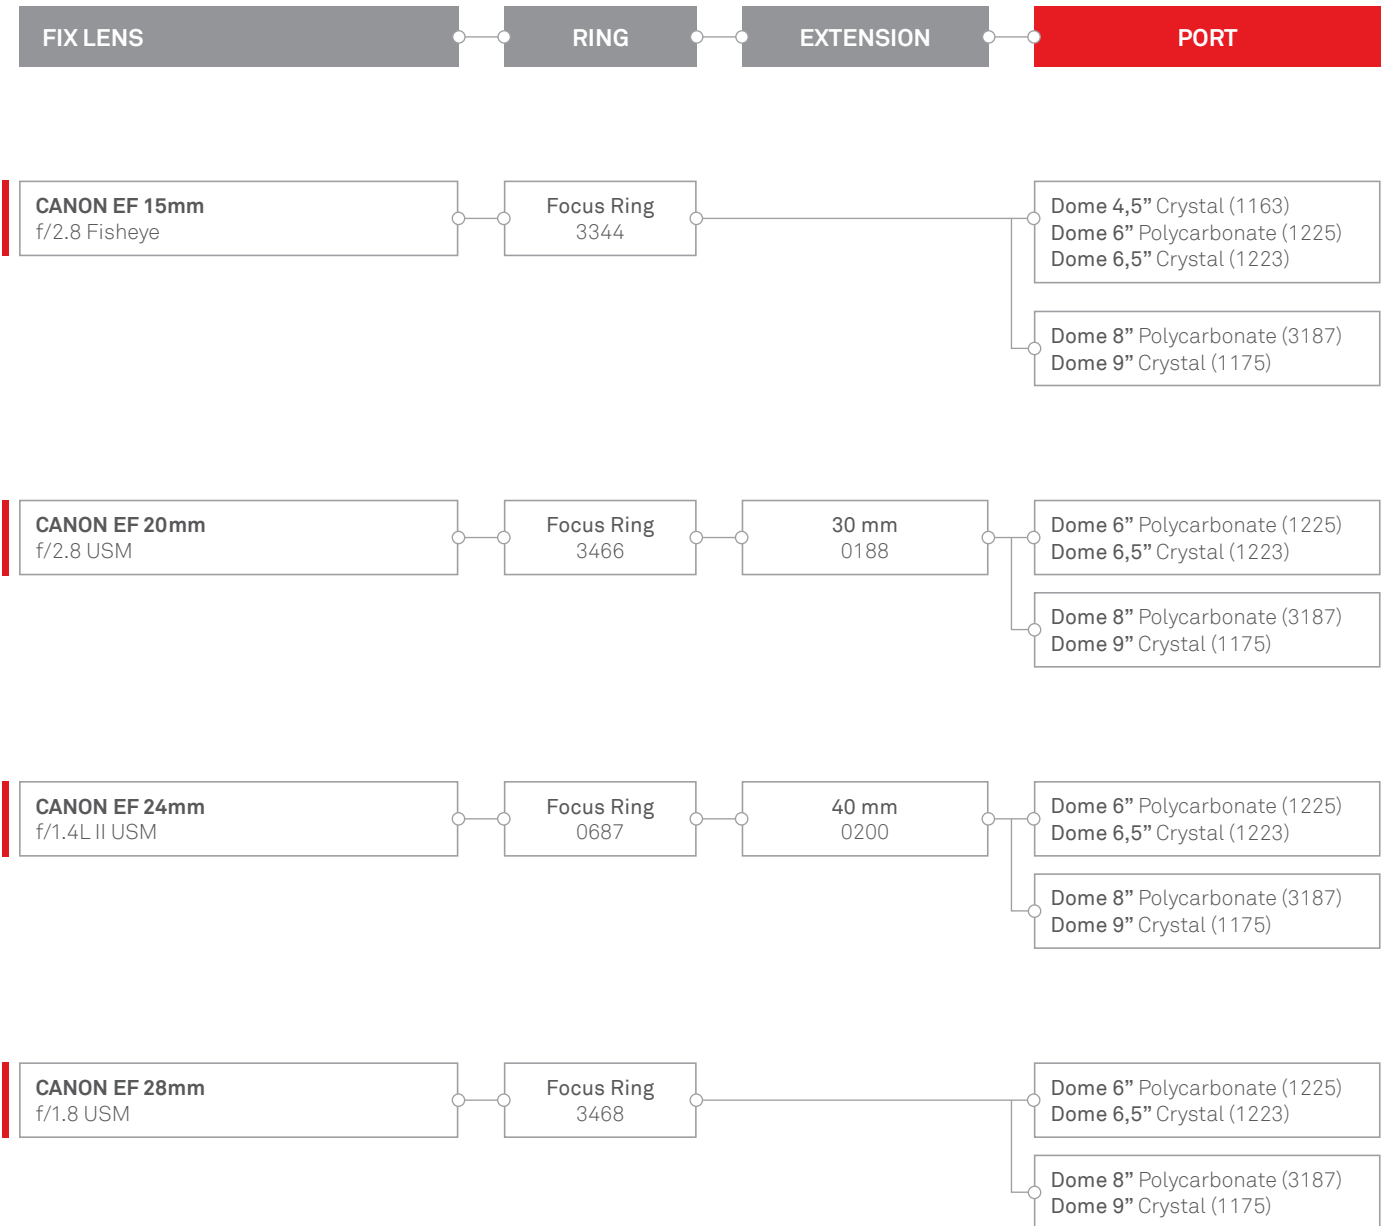 FIX LENS
RING
EXTENSION
PORT
CANON EF 15mm
f/2.8 Fisheye
Focus Ring
3344
Dome 4,5” Crystal (1163)
Dome 6” Polycarbonate (1225)
Dome 6,5” Crystal (1223)
Dome 8” Polycarbonate (3187)
Dome 9” Crystal (1175)
CANON EF 20mm
f/2.8 USM
Focus Ring
3466
30 mm
0188
Dome 6” Polycarbonate (1225)
Dome 6,5” Crystal (1223)
Dome 8” Polycarbonate (3187)
Dome 9” Crystal (1175)
CANON EF 24mm
f/1.4L II USM
Focus Ring
0687
40 mm
0200
Dome 6” Polycarbonate (1225)
Dome 6,5” Crystal (1223)
Dome 8” Polycarbonate (3187)
Dome 9” Crystal (1175)
CANON EF 28mm
f/1.8 USM
Focus Ring
3468
Dome 6” Polycarbonate (1225)
Dome 6,5” Crystal (1223)
Dome 8” Polycarbonate (3187)
Dome 9” Crystal (1175)